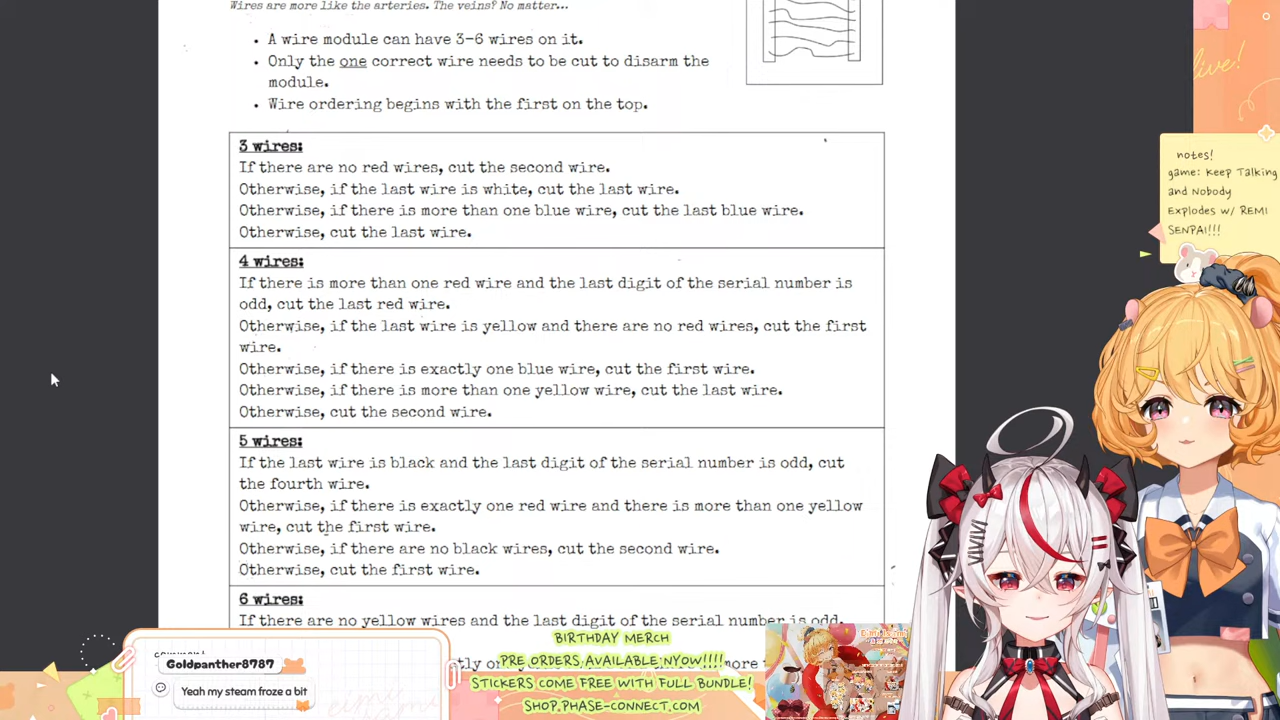 Wires are more like the arteries. The veins? No matter...
• A wire module can have 3-6 wires on it.
• Only the one correct wire needs to be cut to disarm the
module.
• Wire ordering begins with the first on the top.
3 wires:
If there are no red wires, cut the second wire.
Otherwise, if the last wire is white, cut the last wire.
Otherwise, if there is more than one blue wire, cut the last blue wire.
Otherwise, cut the last wire.
4 wires:
If there is more than one red wire and the last digit of the serial number is
odd, cut the last red wire.
Otherwise, if the last wire is yellow and there are no red wires, cut the first
wire.
Otherwise, if there is exactly one blue wire, cut the first wire.
Otherwise, if there is more than one yellow wire, cut the last wire.
Otherwise, cut the second wire.
5 wires:
If the last wire is black and the last digit of the serial number is odd, cut
the fourth wire.
Otherwise, if there is exactly one red wire and there is more than one yellow
wire, cut the first wire.
Otherwise, if there are no black wires, cut the second wire.
Otherwise, cut the first wire.
6 wires:
If there are no yellow wires and the last digit of the serial number is odd,
live!
notes!
game: Keep Talking
and Nobody
Explodes w/ REMI
SENPAI!!!
Goldpanther8787
Yeah my steam froze a bit
BIRTHDAY MERCH
PRE ORDERS AVAILABLE NYOW!!!!
STICKERS COME FREE WITH FULL BUNDLE!
SHOP.PHASE-CONNECT.COM